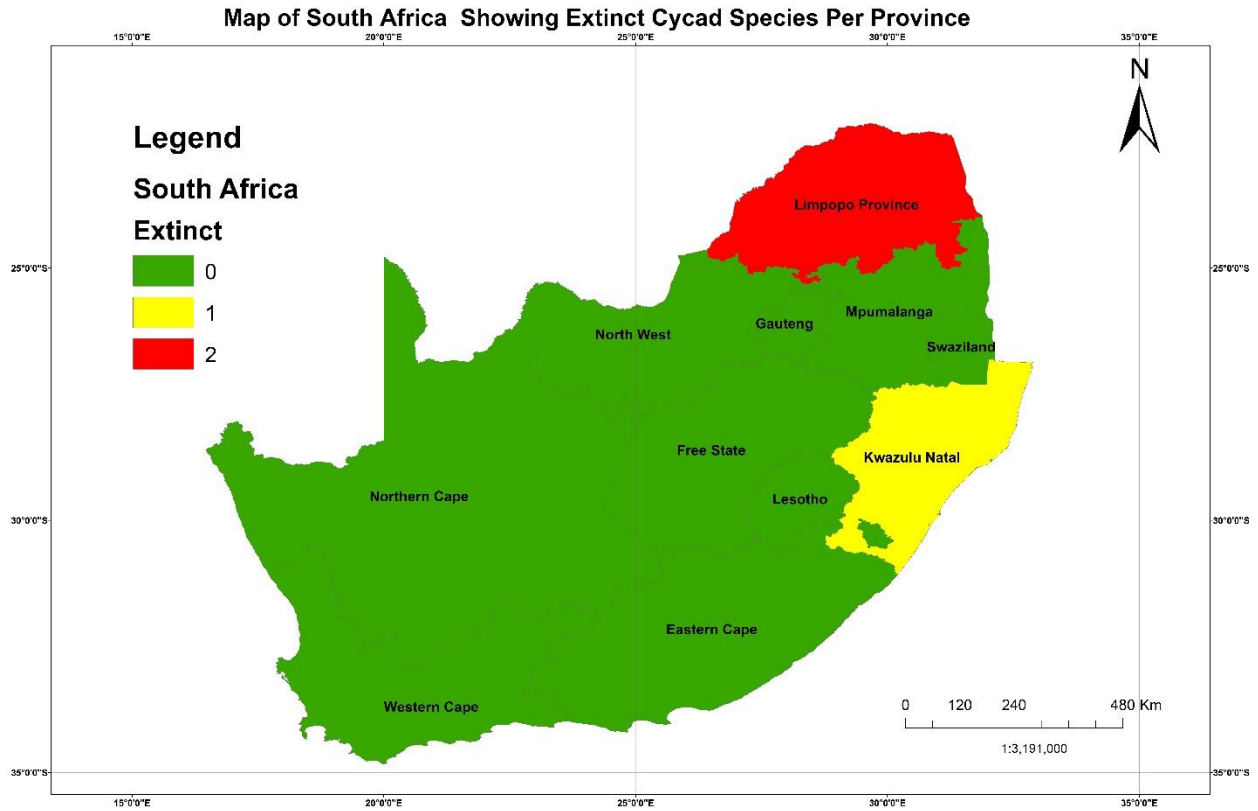 Map of South Africa  Showing Extinct Cycad Species Per Province
15°0'0"E 20°0'0"E 25°0'0"E 30°0'0"E 35°0'0"E
N
Legend
South Africa
Extinct
0
1
2
Limpopo Province
25°0'0"S 25°0'0"S
Mpumalanga
Gauteng
North West
Swaziland
Free State
Kwazulu Natal
Northern Cape
Lesotho
30°0'0"S 30°0'0"S
Eastern Cape
Western Cape
0 120 240 480 Km
1:3,191,000
35°0'0"S 35°0'0"S
15°0'0"E 20°0'0"E 25°0'0"E 30°0'0"E 35°0'0"E